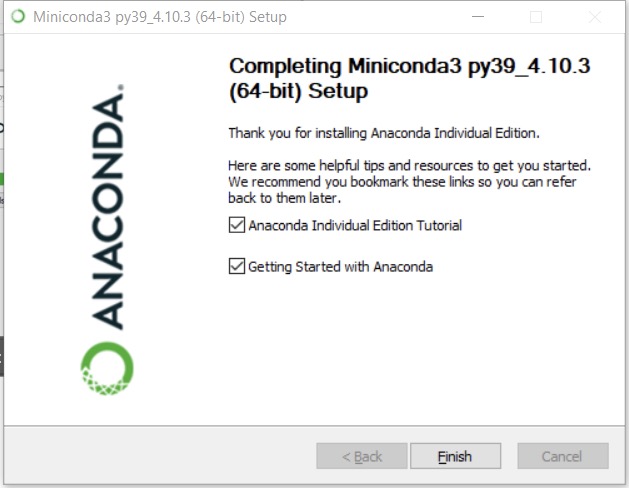 Miniconda3 py39_4.10.3 (64-bit) Setup
ANACONDA.
Completing Miniconda3 py39_4.10.3
(64-bit) Setup
Thank you for installing Anaconda Individual Edition.
Here are some helpful tips and resources to get you started.
We recommend you bookmark these links so you can refer
back to them later.
Anaconda Individual Edition Tutorial
Getting Started with Anaconda
< Back
Finish
Cancel